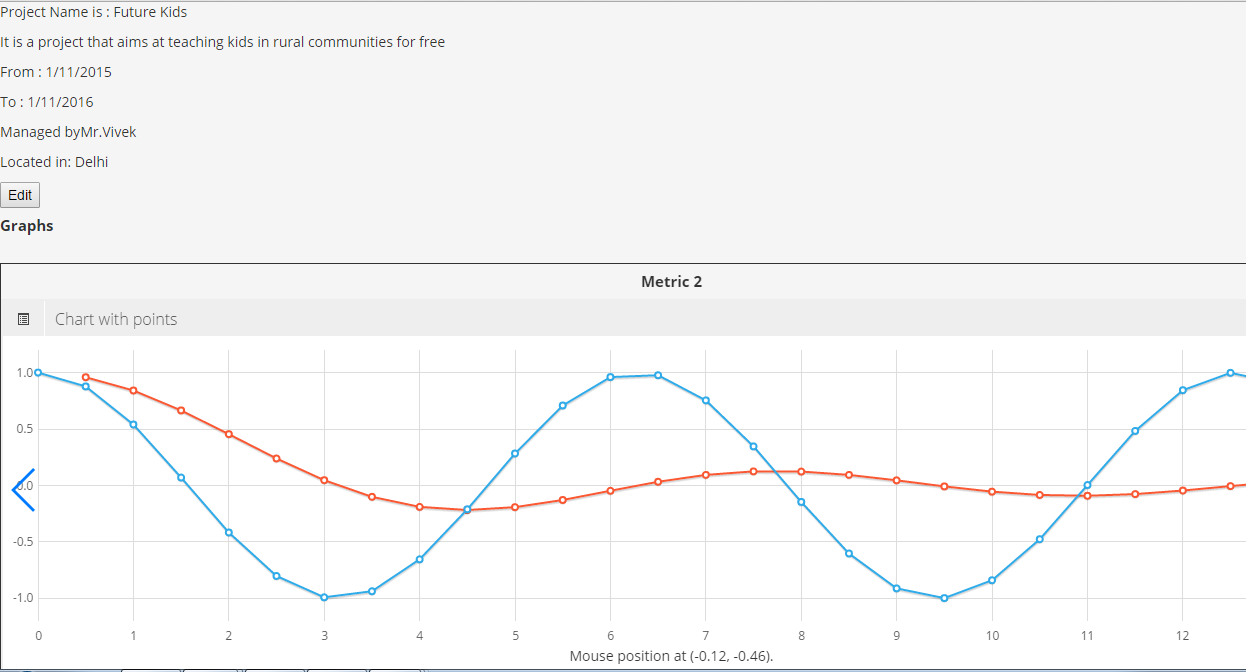 Project Name is : Future Kids
It is a project that aims at teaching kids in rural communities for free
From : 1/11/2015
To : 1/11/2016
Managed byMr.Vivek
Located in: Delhi
Edit
Graphs
Metric 2
Chart with points
1.0
0.5
0.0
-0.5
-1.0
0 1 2 3 4 5 6 7 8 9 10 11 12
Mouse position at (-0.12, -0.46).